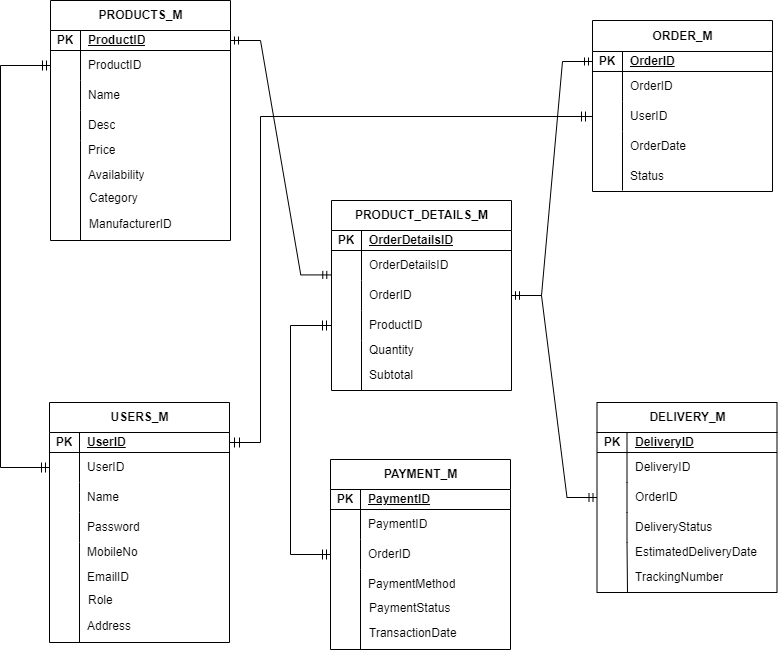 PRODUCTS_M
PK ProductID
ProductID
Name
Desc
Price
Availability
Category
ManufacturerID
ORDER_M
PK OrderID
OrderID
UserID
OrderDate
Status
PRODUCT_DETAILS_M
PK OrderDetailsID
OrderDetailsID
OrderID
ProductID
Quantity
Subtotal
USERS_M
PK UserID
UserID
Name
Password
MobileNo
EmailID
Role
Address
PAYMENT_M
PK PaymentID
PaymentID
OrderID
PaymentMethod
PaymentStatus
TransactionDate
DELIVERY_M
PK DeliveryID
DeliveryID
OrderID
DeliveryStatus
EstimatedDeliveryDate
TrackingNumber